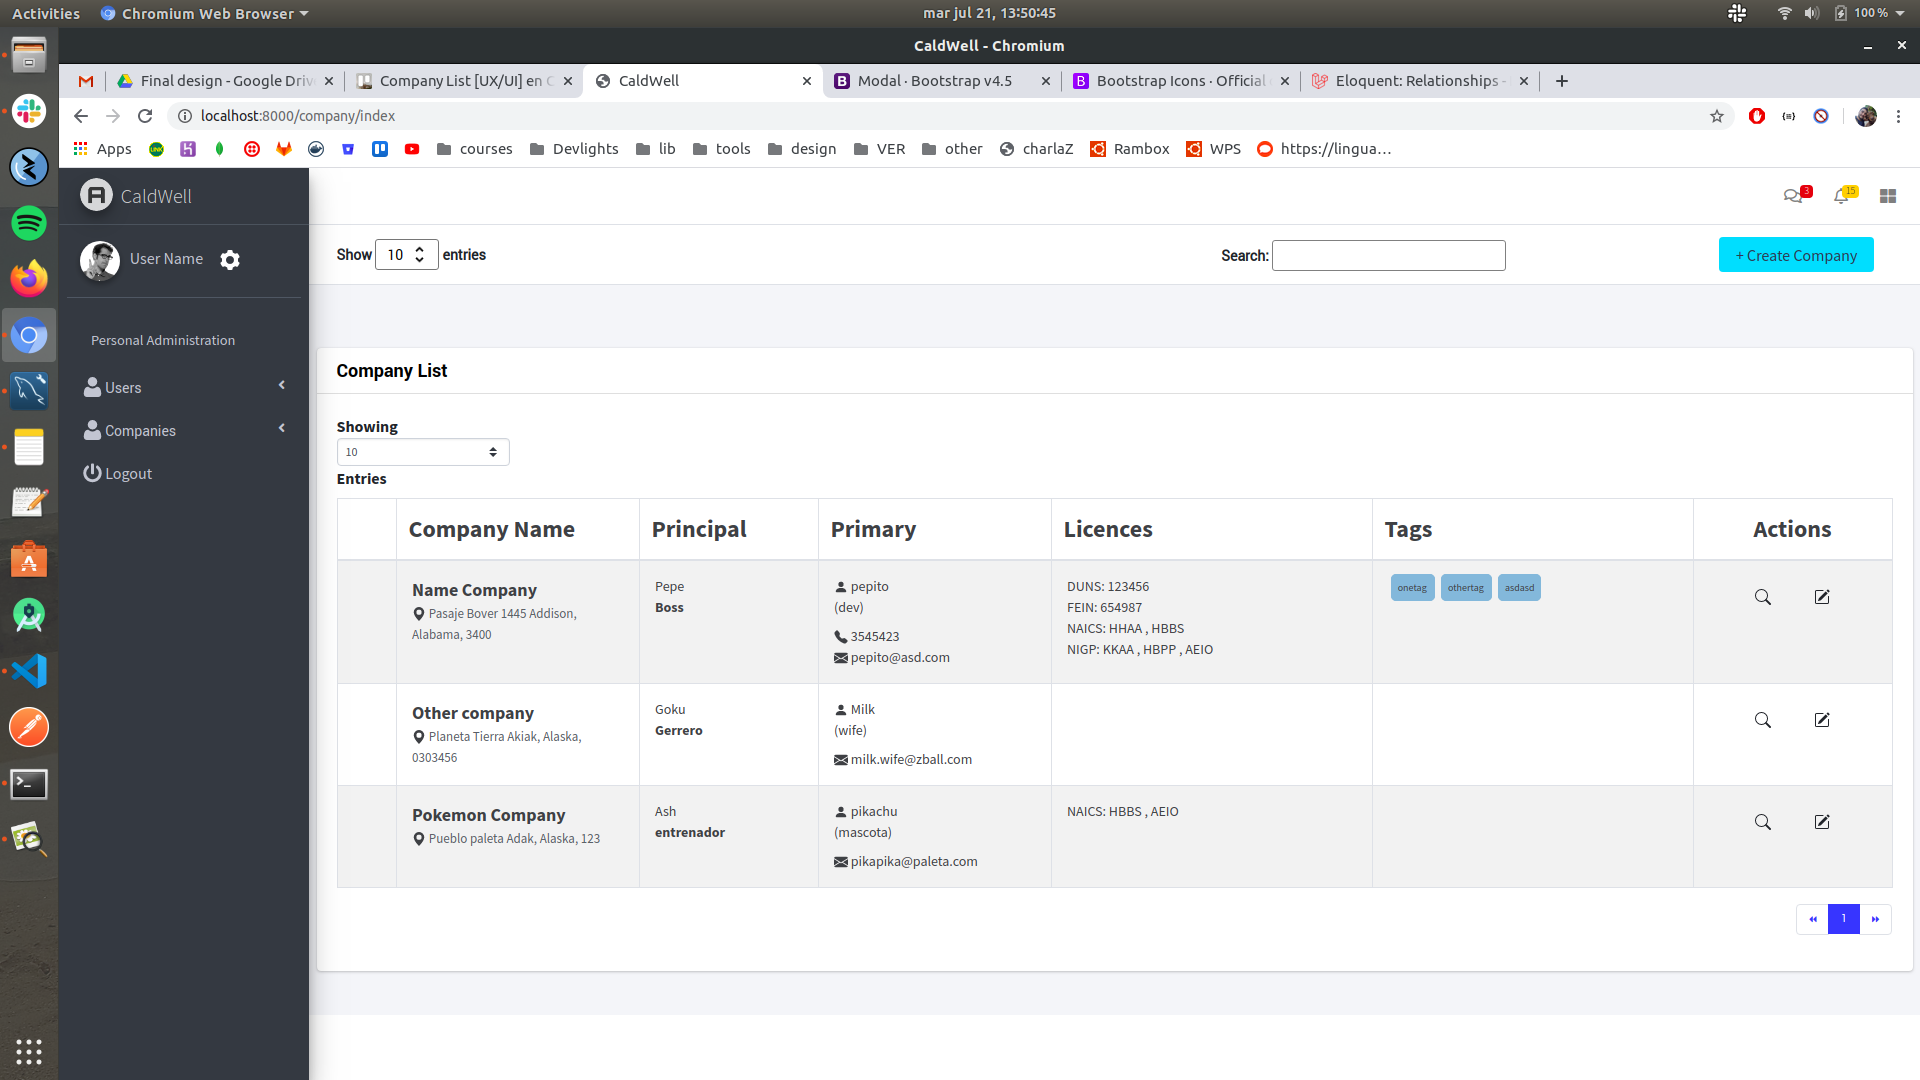 Activities
Chromium Web Browser
mar jul 21, 13:50:45
100 %
CaldWell - Chromium
Final design - Google Driv
Company List [UX/UI] en C
CaldWell
Modal · Bootstrap v4.5
Bootstrap Icons · Official
Eloquent: Relationships -
localhost:8000/company/index
Apps
courses
Devlights
lib
tools
design
VER
other
charlaZ
Rambox
WPS
https://lingua…
CaldWell
3
15
User Name
Show 10 entries
Search:
+ Create Company
Personal Administration
Users
Companies
Logout
Company List
Showing
10
Entries
Company Name
Principal
Primary
Licences
Tags
Actions
Name Company
Pasaje Bover 1445 Addison,
Alabama, 3400
Pepe
Boss
pepito
(dev)
3545423
pepito@asd.com
DUNS: 123456
FEIN: 654987
NAICS: HHAA , HBBS
NIGP: KKAA , HBPP , AEIO
onetag
othertag
asdasd
Other company
Planeta Tierra Akiak, Alaska,
0303456
Goku
Gerrero
Milk
(wife)
milk.wife@zball.com
Pokemon Company
Pueblo paleta Adak, Alaska, 123
Ash
entrenador
pikachu
(mascota)
pikapika@paleta.com
NAICS: HBBS , AEIO
1